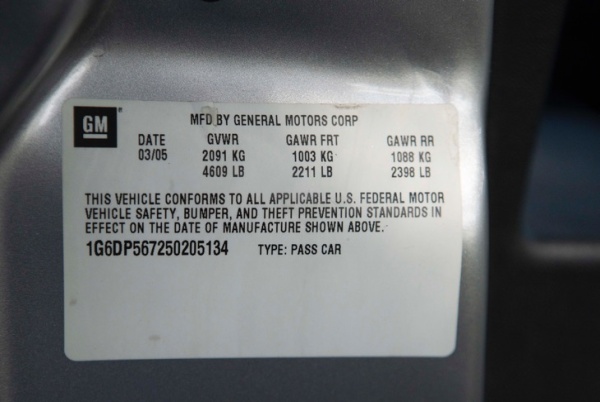 GM
MFD BY GENERAL MOTORS CORP
DATE GVWR GAWR FRT GAWR RR
03/05 2091 KG 1003 KG 1088 KG
4609 LB 2211 LB 2398 LB
THIS VEHICLE CONFORMS TO ALL APPLICABLE U.S. FEDERAL MOTOR
VEHICLE SAFETY, BUMPER, AND THEFT PREVENTION STANDARDS IN
EFFECT ON THE DATE OF MANUFACTURE SHOWN ABOVE.
1G6DP567250205134 TYPE: PASS CAR